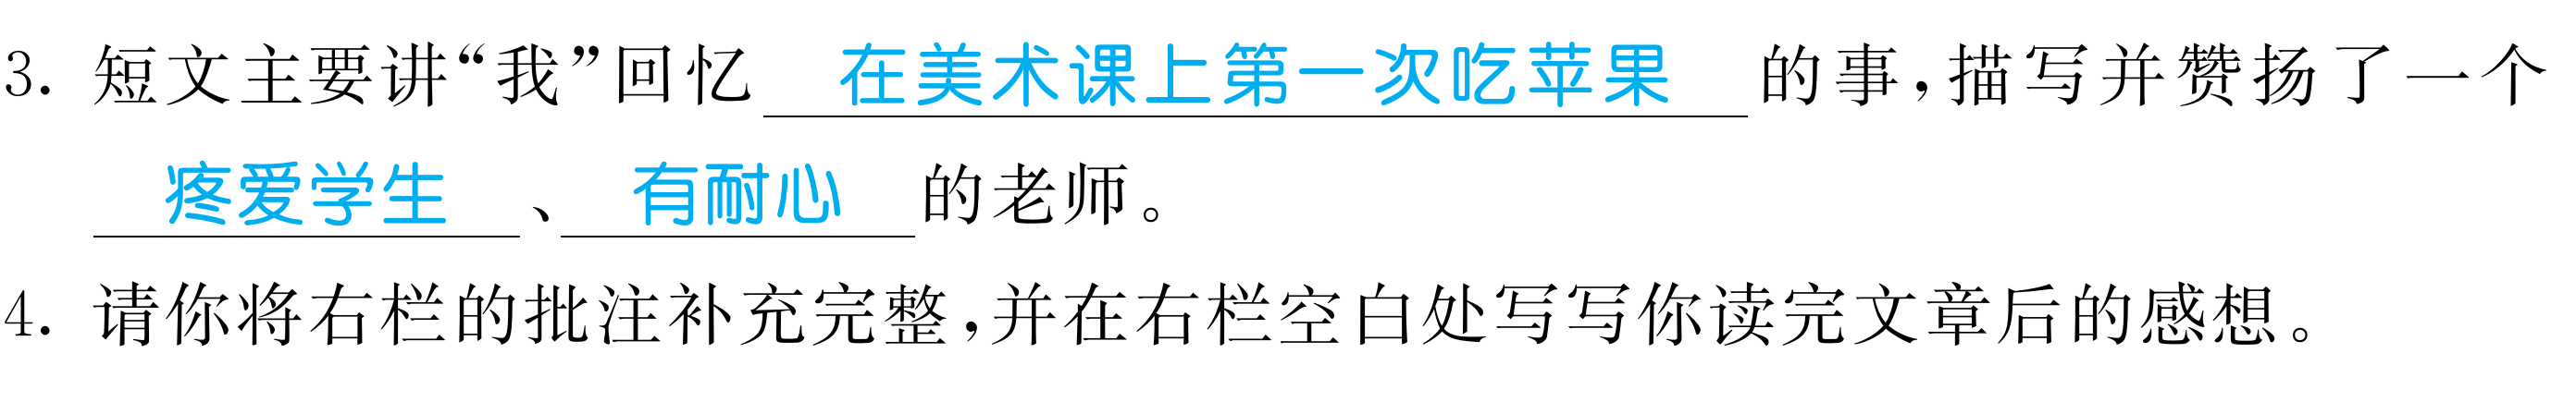 3. 短文主要讲“我”回忆 在美术课上第一次吃苹果 的事,描写并赞扬了一个
疼爱学生 、 有耐心 的老师。
4. 请你将右栏的批注补充完整,并在右栏空白处写写你读完文章后的感想。